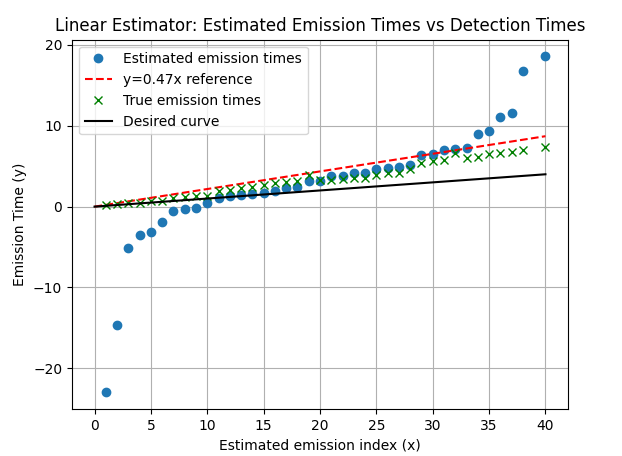 Linear Estimator: Estimated Emission Times vs Detection Times
Estimated emission times
y=0.47x reference
True emission times
Desired curve
Emission Time (y)
20
10
0
−10
−20
0 5 10 15 20 25 30 35 40
Estimated emission index (x)